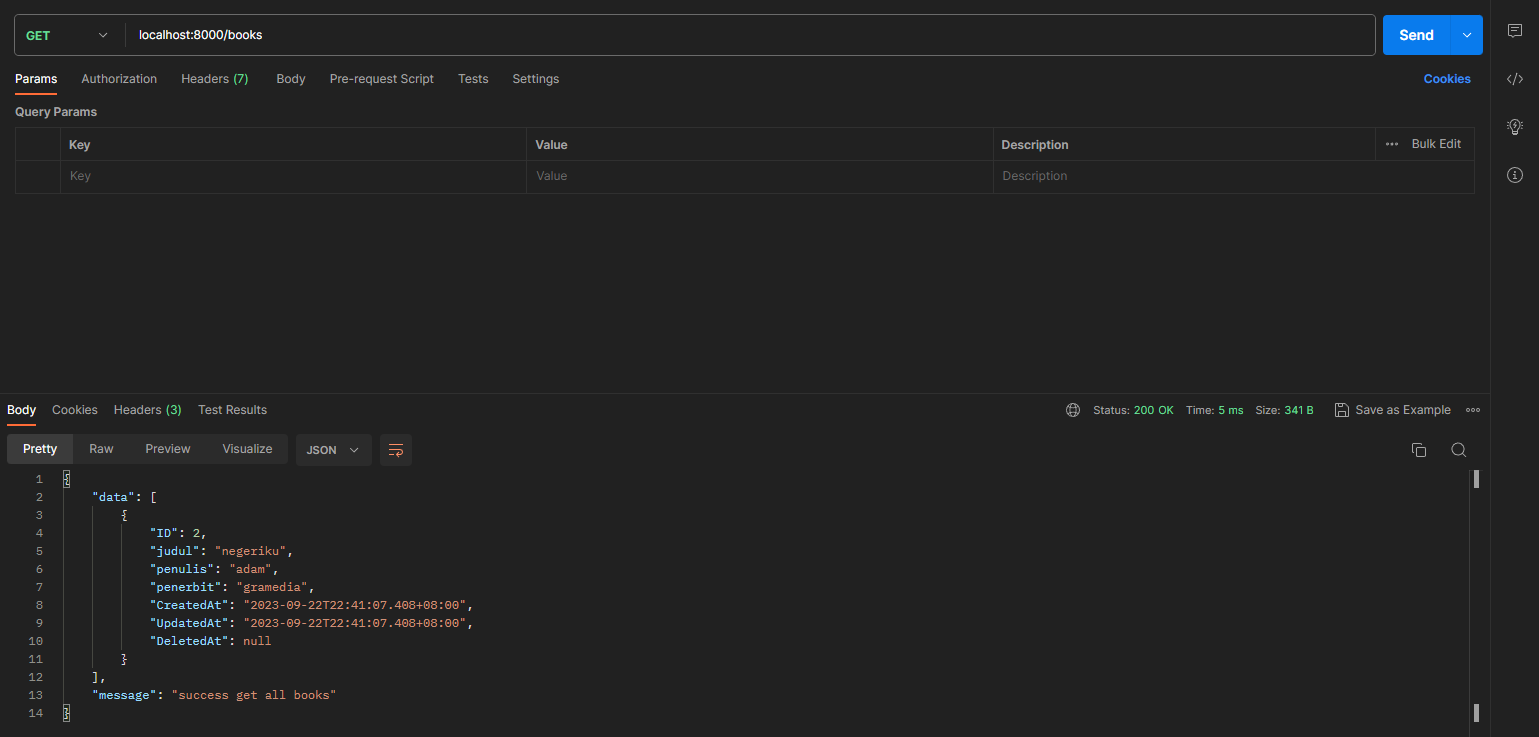 GET localhost:8000/books Send
Params Authorization Headers (7) Body Pre-request Script Tests Settings Cookies
Query Params
Key Value Description ••• Bulk Edit
Key Value Description
Body Cookies Headers (3) Test Results Status: 200 OK Time: 5 ms Size: 341 B Save as Example
Pretty Raw Preview Visualize JSON
1 {
2 "data": [
3 {
4 "ID": 2,
5 "judul": "negeriku",
6 "penulis": "adam",
7 "penerbit": "gramedia",
8 "CreatedAt": "2023-09-22T22:41:07.408+08:00",
9 "UpdatedAt": "2023-09-22T22:41:07.408+08:00",
10 "DeletedAt": null
11 }
12 ],
13 "message": "success get all books"
14 }